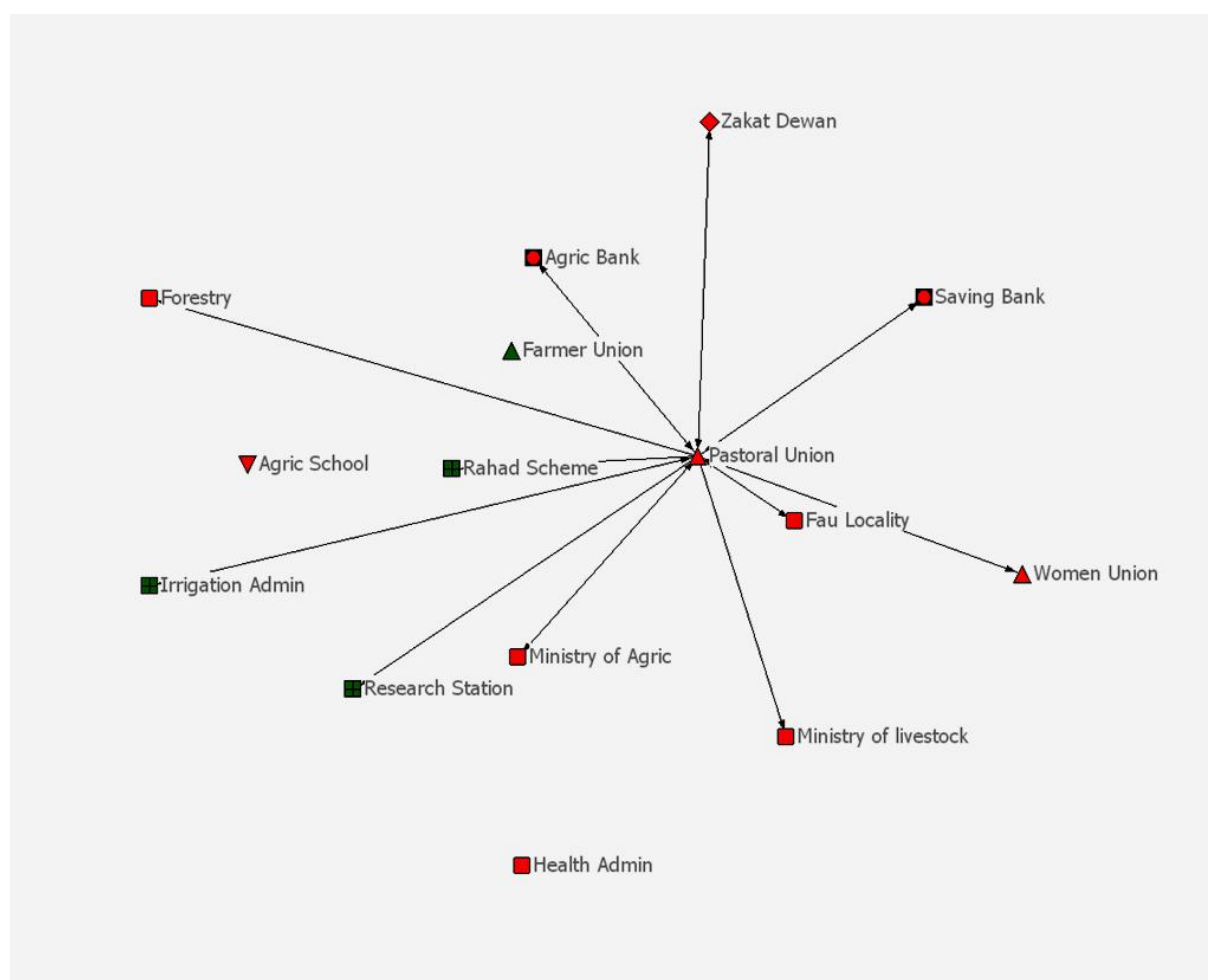 Zakat Dewan
Agric Bank
Forestry
Saving Bank
Farmer Union
Pastoral Union
Agric School
Rahad Scheme
Fau Locality
Women Union
Irrigation Admin
Ministry of Agric
Research Station
Ministry of livestock
Health Admin